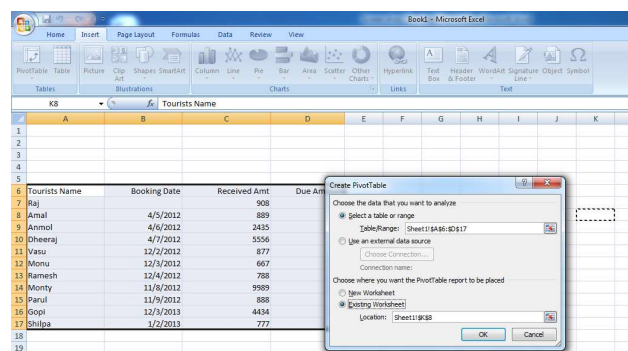 Book1 - Microsoft Excel
Home Insert Page Layout Formulas Data Review View
PivotTable Table Picture Clip Art Shapes SmartArt Column Line Pie Bar Area Scatter Other Charts Hyperlink Text Box Header & Footer WordArt Signature Line Object Symbol
Tables Illustrations Charts Links Text
K8 fx Tourists Name
A B C D E F G H I J K
1
2
3
4
5
6 Tourists Name Booking Date Received Amt Due Am
7 Raj 908
8 Amal 4/5/2012 889
9 Anmol 4/6/2012 2435
10 Dheeraj 4/7/2012 5556
11 Vasu 12/2/2012 877
12 Monu 12/3/2012 667
13 Ramesh 12/4/2012 788
14 Monty 11/8/2012 9989
15 Parul 11/9/2012 888
16 Gopi 12/3/2013 4434
17 Shilpa 1/2/2013 777
18
19
Create PivotTable
Choose the data that you want to analyze
Select a table or range
Table/Range: Sheet1!$A$6:$D$17
Use an external data source
Choose Connection...
Connection name:
Choose where you want the PivotTable report to be placed
New Worksheet
Existing Worksheet
Location: Sheet1!$K$8
OK Cancel